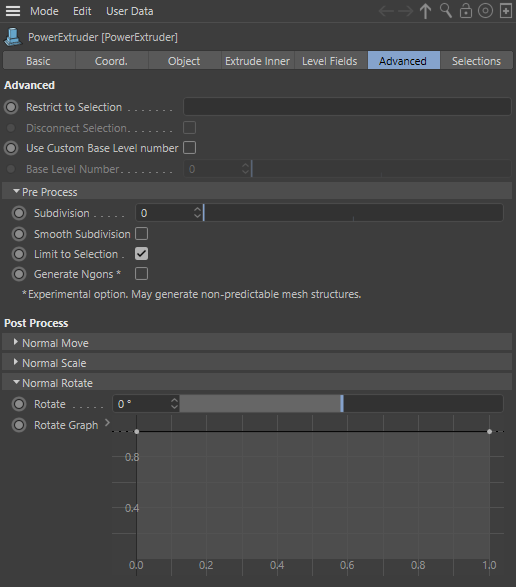 Mode Edit User Data
PowerExtruder [PowerExtruder]
Basic Coord. Object Extrude Inner Level Fields Advanced Selections
Advanced
Restrict to Selection . . . . . . .
Disconnect Selection. . . . . . .
Use Custom Base Level number
Base Level Number. . . . . . . . 0
Pre Process
Subdivision . . . . . 0
Smooth Subdivision
Limit to Selection .
Generate Ngons *
*Experimental option. May generate non-predictable mesh structures.
Post Process
Normal Move
Normal Scale
Normal Rotate
Rotate . . . . . 0 °
Rotate Graph
0.8
0.4
0.0 0.2 0.4 0.6 0.8 1.0